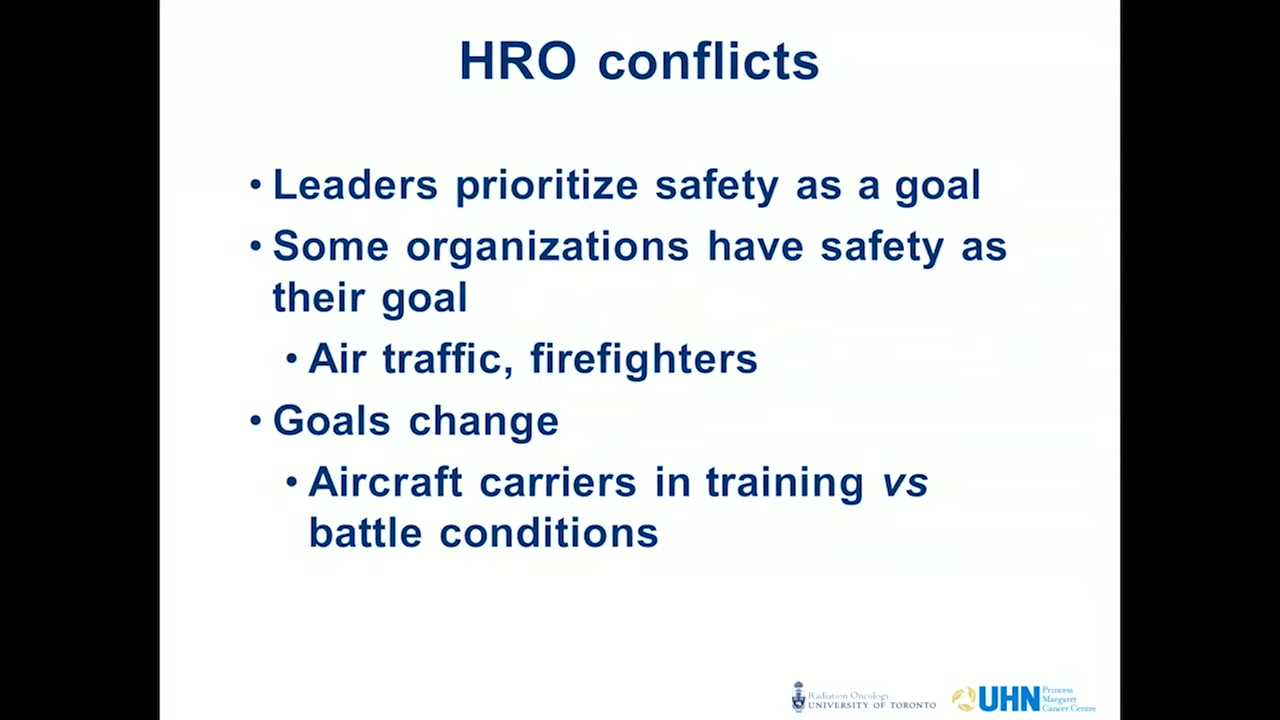 HRO conflicts
• Leaders prioritize safety as a goal
• Some organizations have safety as
their goal
• Air traffic, firefighters
• Goals change
• Aircraft carriers in training vs
battle conditions
Radiation Oncology
UNIVERSITY OF TORONTO
UHN
Princess
Margaret
Cancer Centre